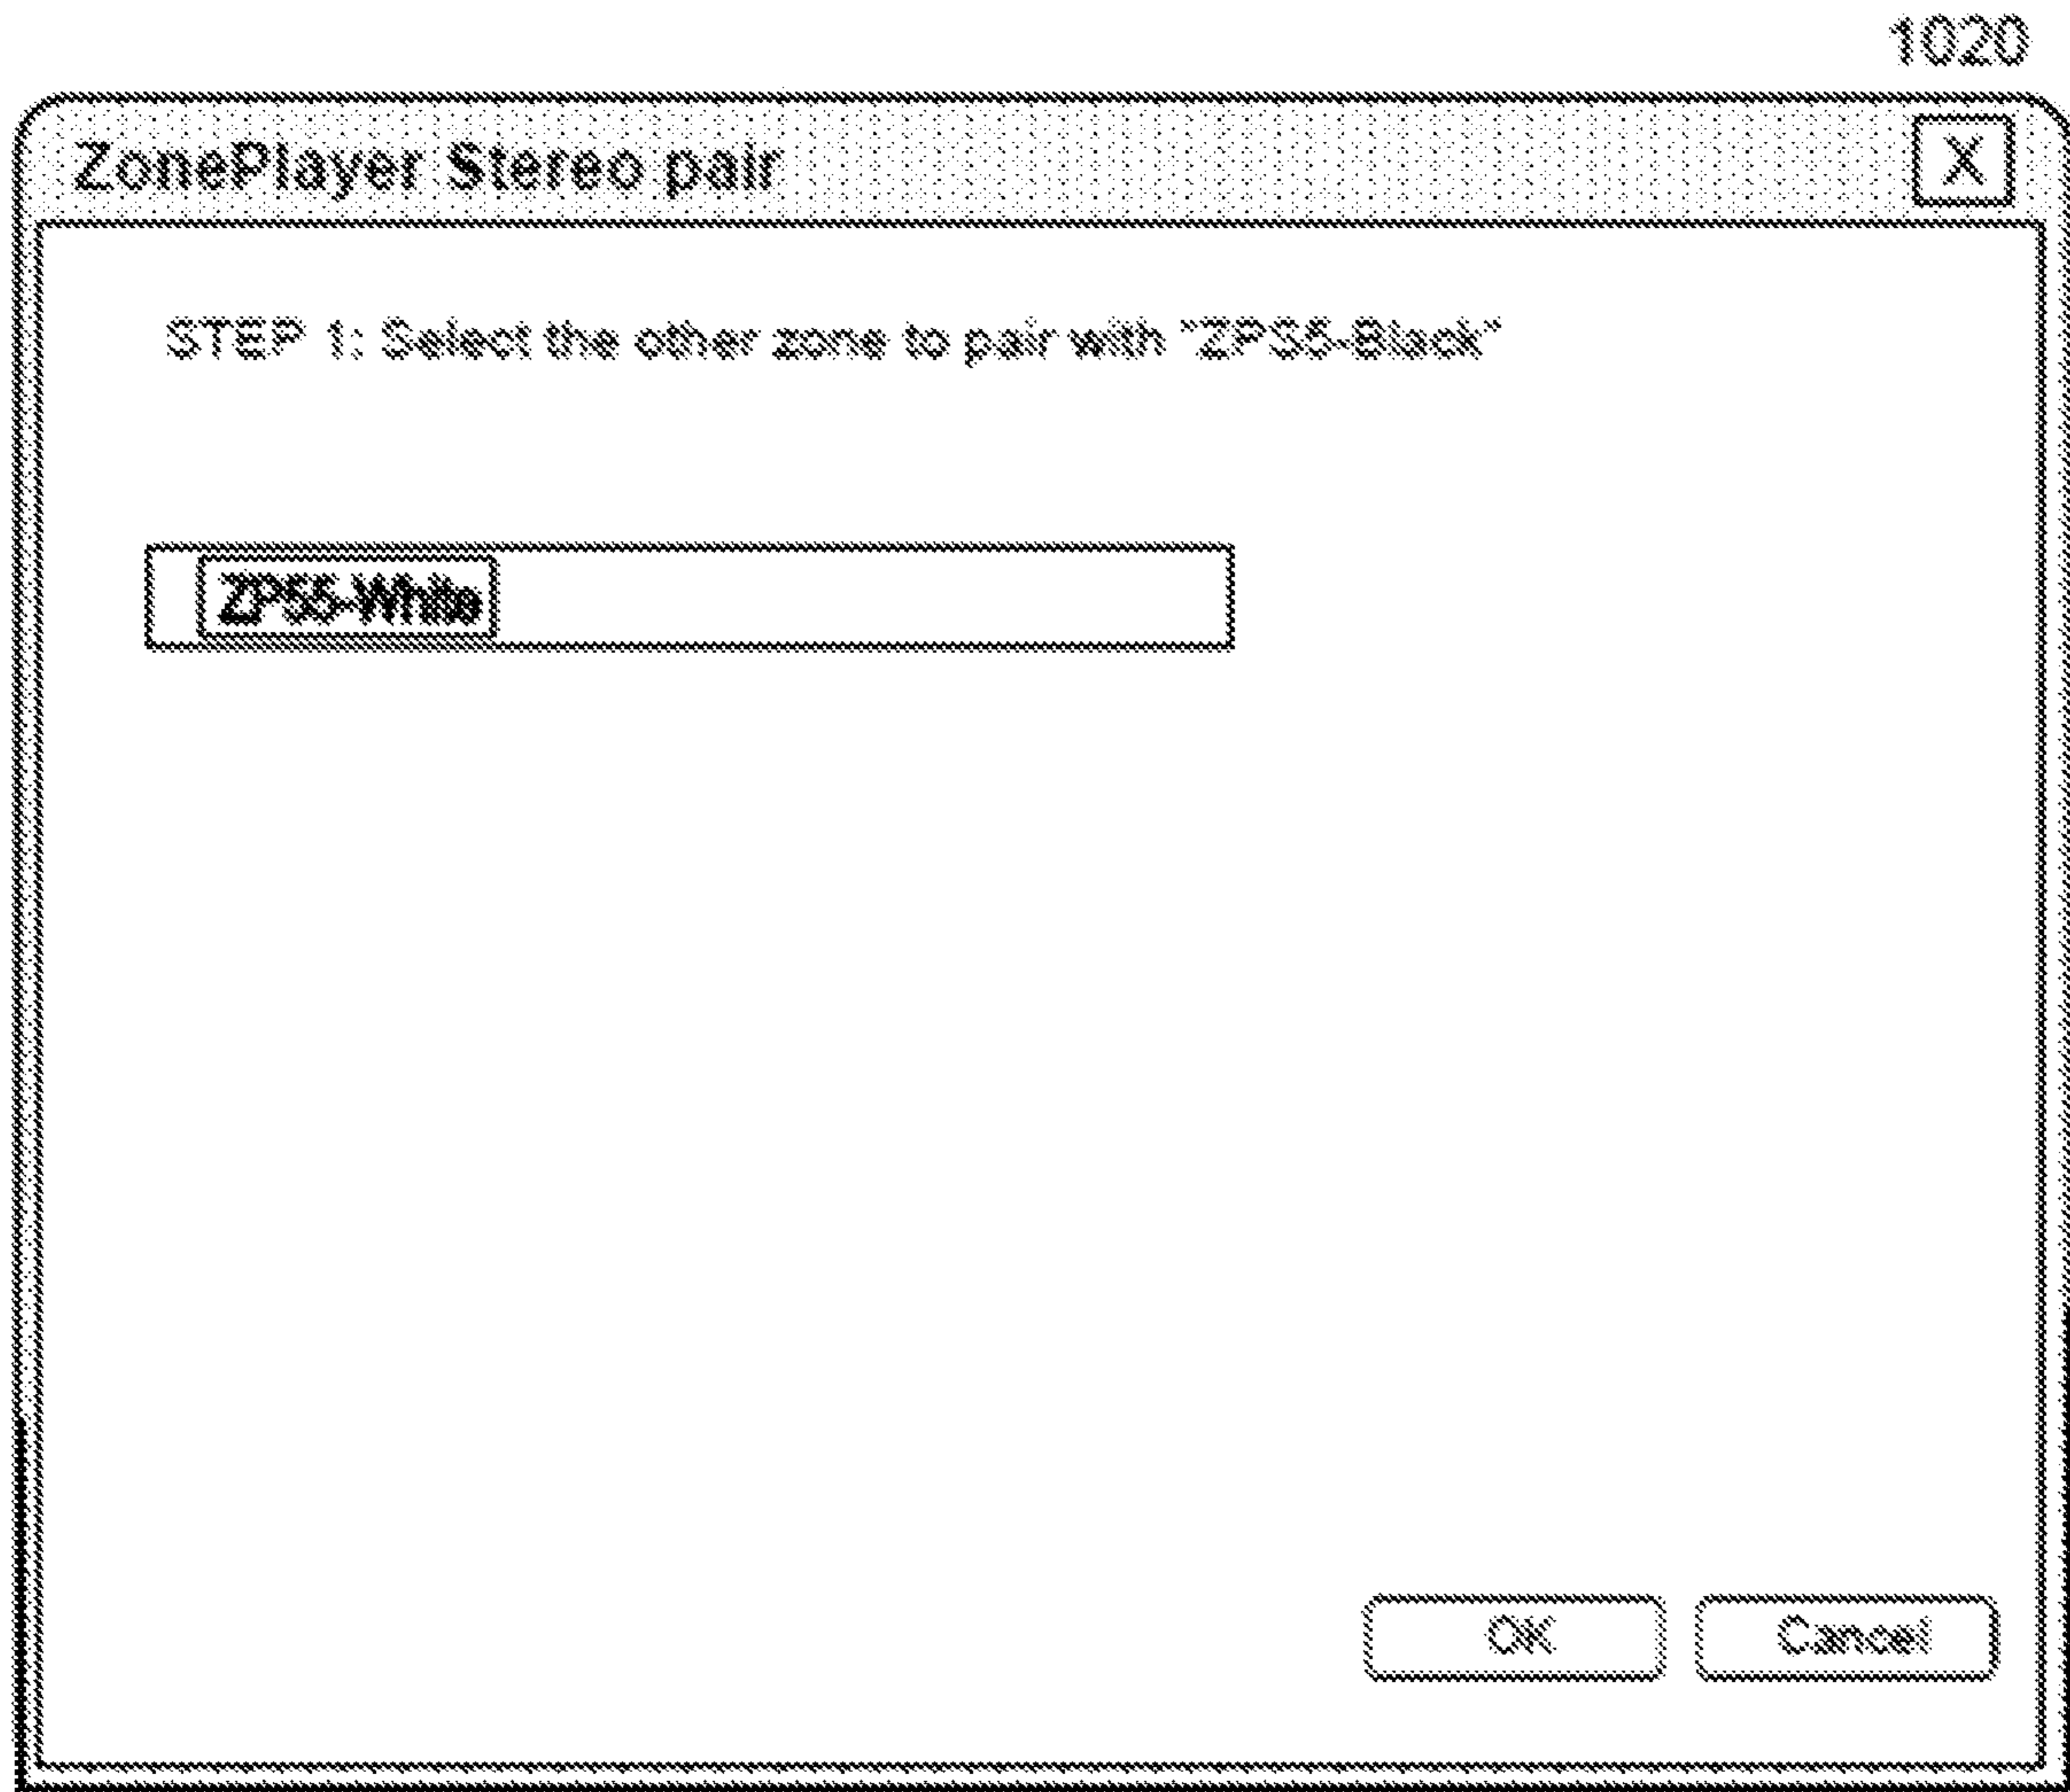 1020
ZonePlayer Stereo pair
X
STEP 1: Select the other zone to pair with "ZPS5-Black"
ZPS5-White
OK
Cancel